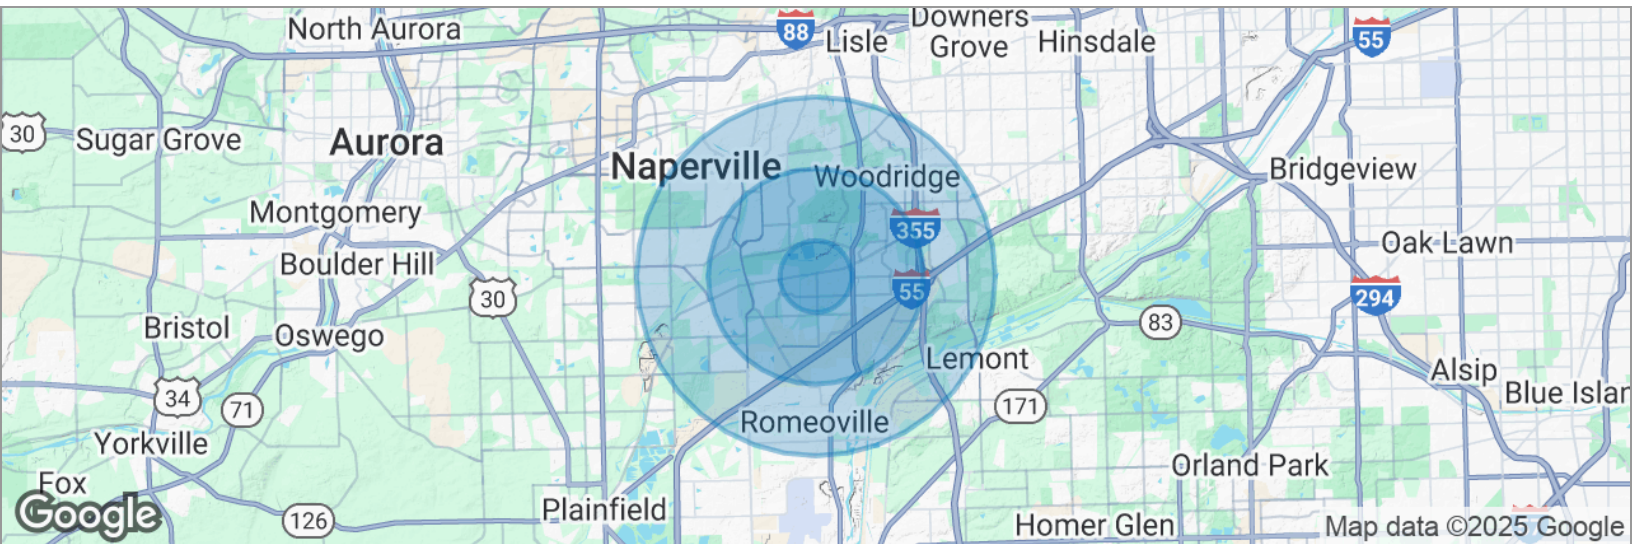 North Aurora
88
Lisle
Downers
Grove
Hinsdale
55
30
Sugar Grove
Aurora
Naperville
Woodridge
Bridgeview
Montgomery
355
Oak Lawn
Boulder Hill
30
55
294
Bristol
Oswego
83
Lemont
Alsip
34
71
171
Blue Islan
Romeoville
Yorkville
Orland Park
Fox
Plainfield
126
Google
Homer Glen
Map data ©2025 Google